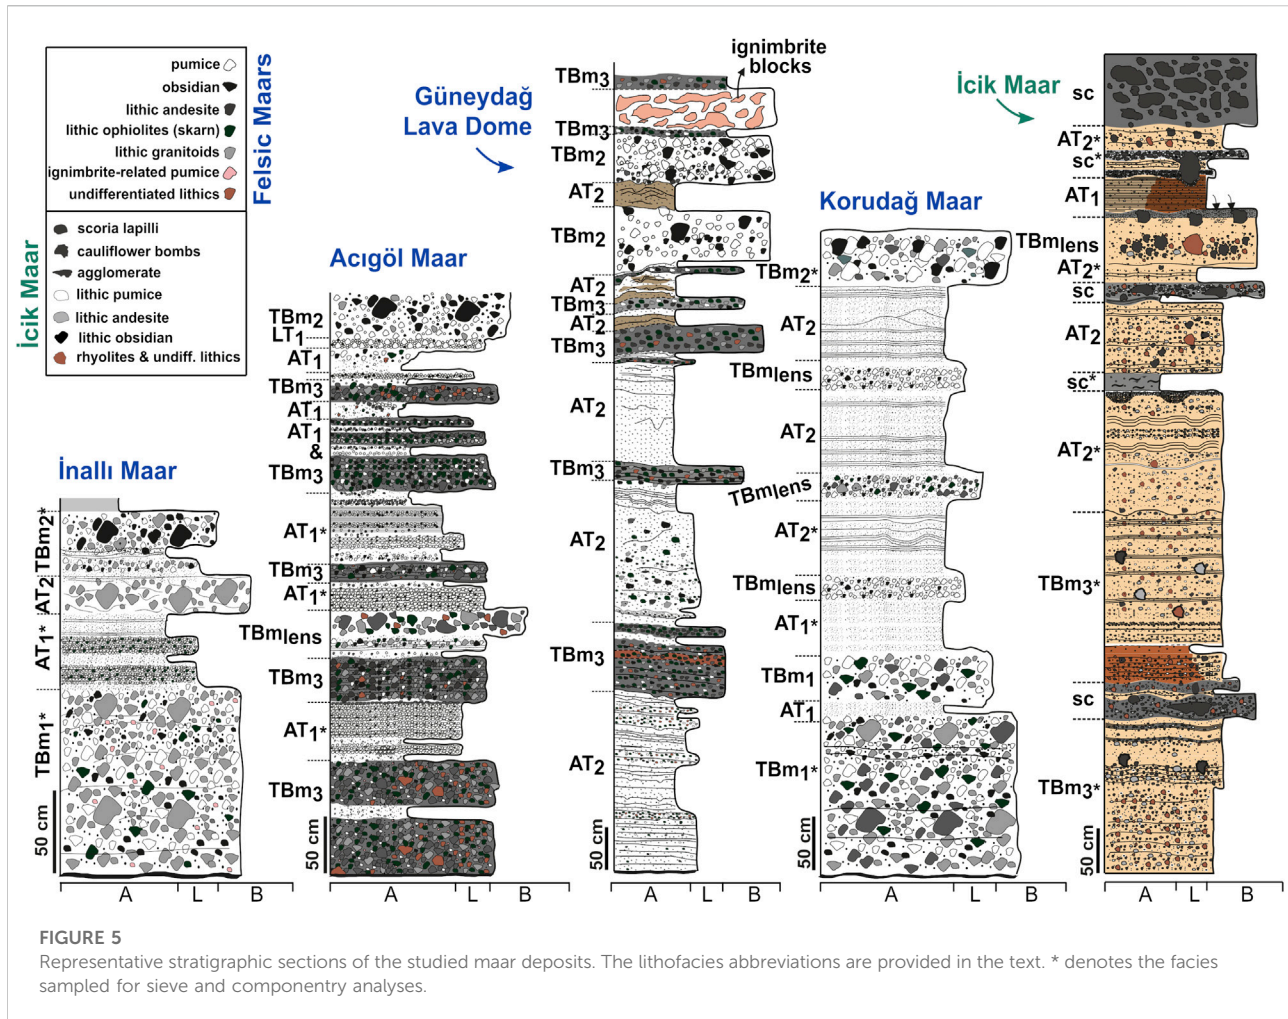 pumice
obsidian
lithic andesite
lithic ophiolites (skarn)
lithic granitoids
ignimbrite-related pumice
undifferentiated lithics
Felsic Maars
scoria lapilli
cauliflower bombs
agglomerate
lithic pumice
lithic andesite
lithic obsidian
rhyolites & undiff. lithics
İcik Maar
İnallı Maar
TBm2*
AT2
AT1*
TBm1*
50 cm
A L B
Acıgöl Maar
TBm2
LT1
AT1
TBm3
AT1
AT1
&
TBm3
AT1*
TBm3
AT1*
TBmlens
TBm3
AT1*
TBm3
50 cm
A L B
Güneydağ
Lava Dome
ignimbrite
blocks
TBm3
TBm3
TBm2
AT2
TBm2
AT2
TBm3
AT2
TBm3
AT2
TBm3
AT2
TBm3
AT2
50 cm
A L B
Korudağ Maar
TBm2*
AT2
TBmlens
AT2
TBmlens
AT2*
TBmlens
AT1*
TBm1
AT1
TBm1*
50 cm
A L B
İcik Maar
sc
AT2*
sc*
AT1
TBmlens
AT2*
sc
AT2
sc*
AT2*
TBm3*
sc
TBm3*
50 cm
A L B
FIGURE 5
Representative stratigraphic sections of the studied maar deposits. The lithofacies abbreviations are provided in the text. * denotes the facies
sampled for sieve and componentry analyses.